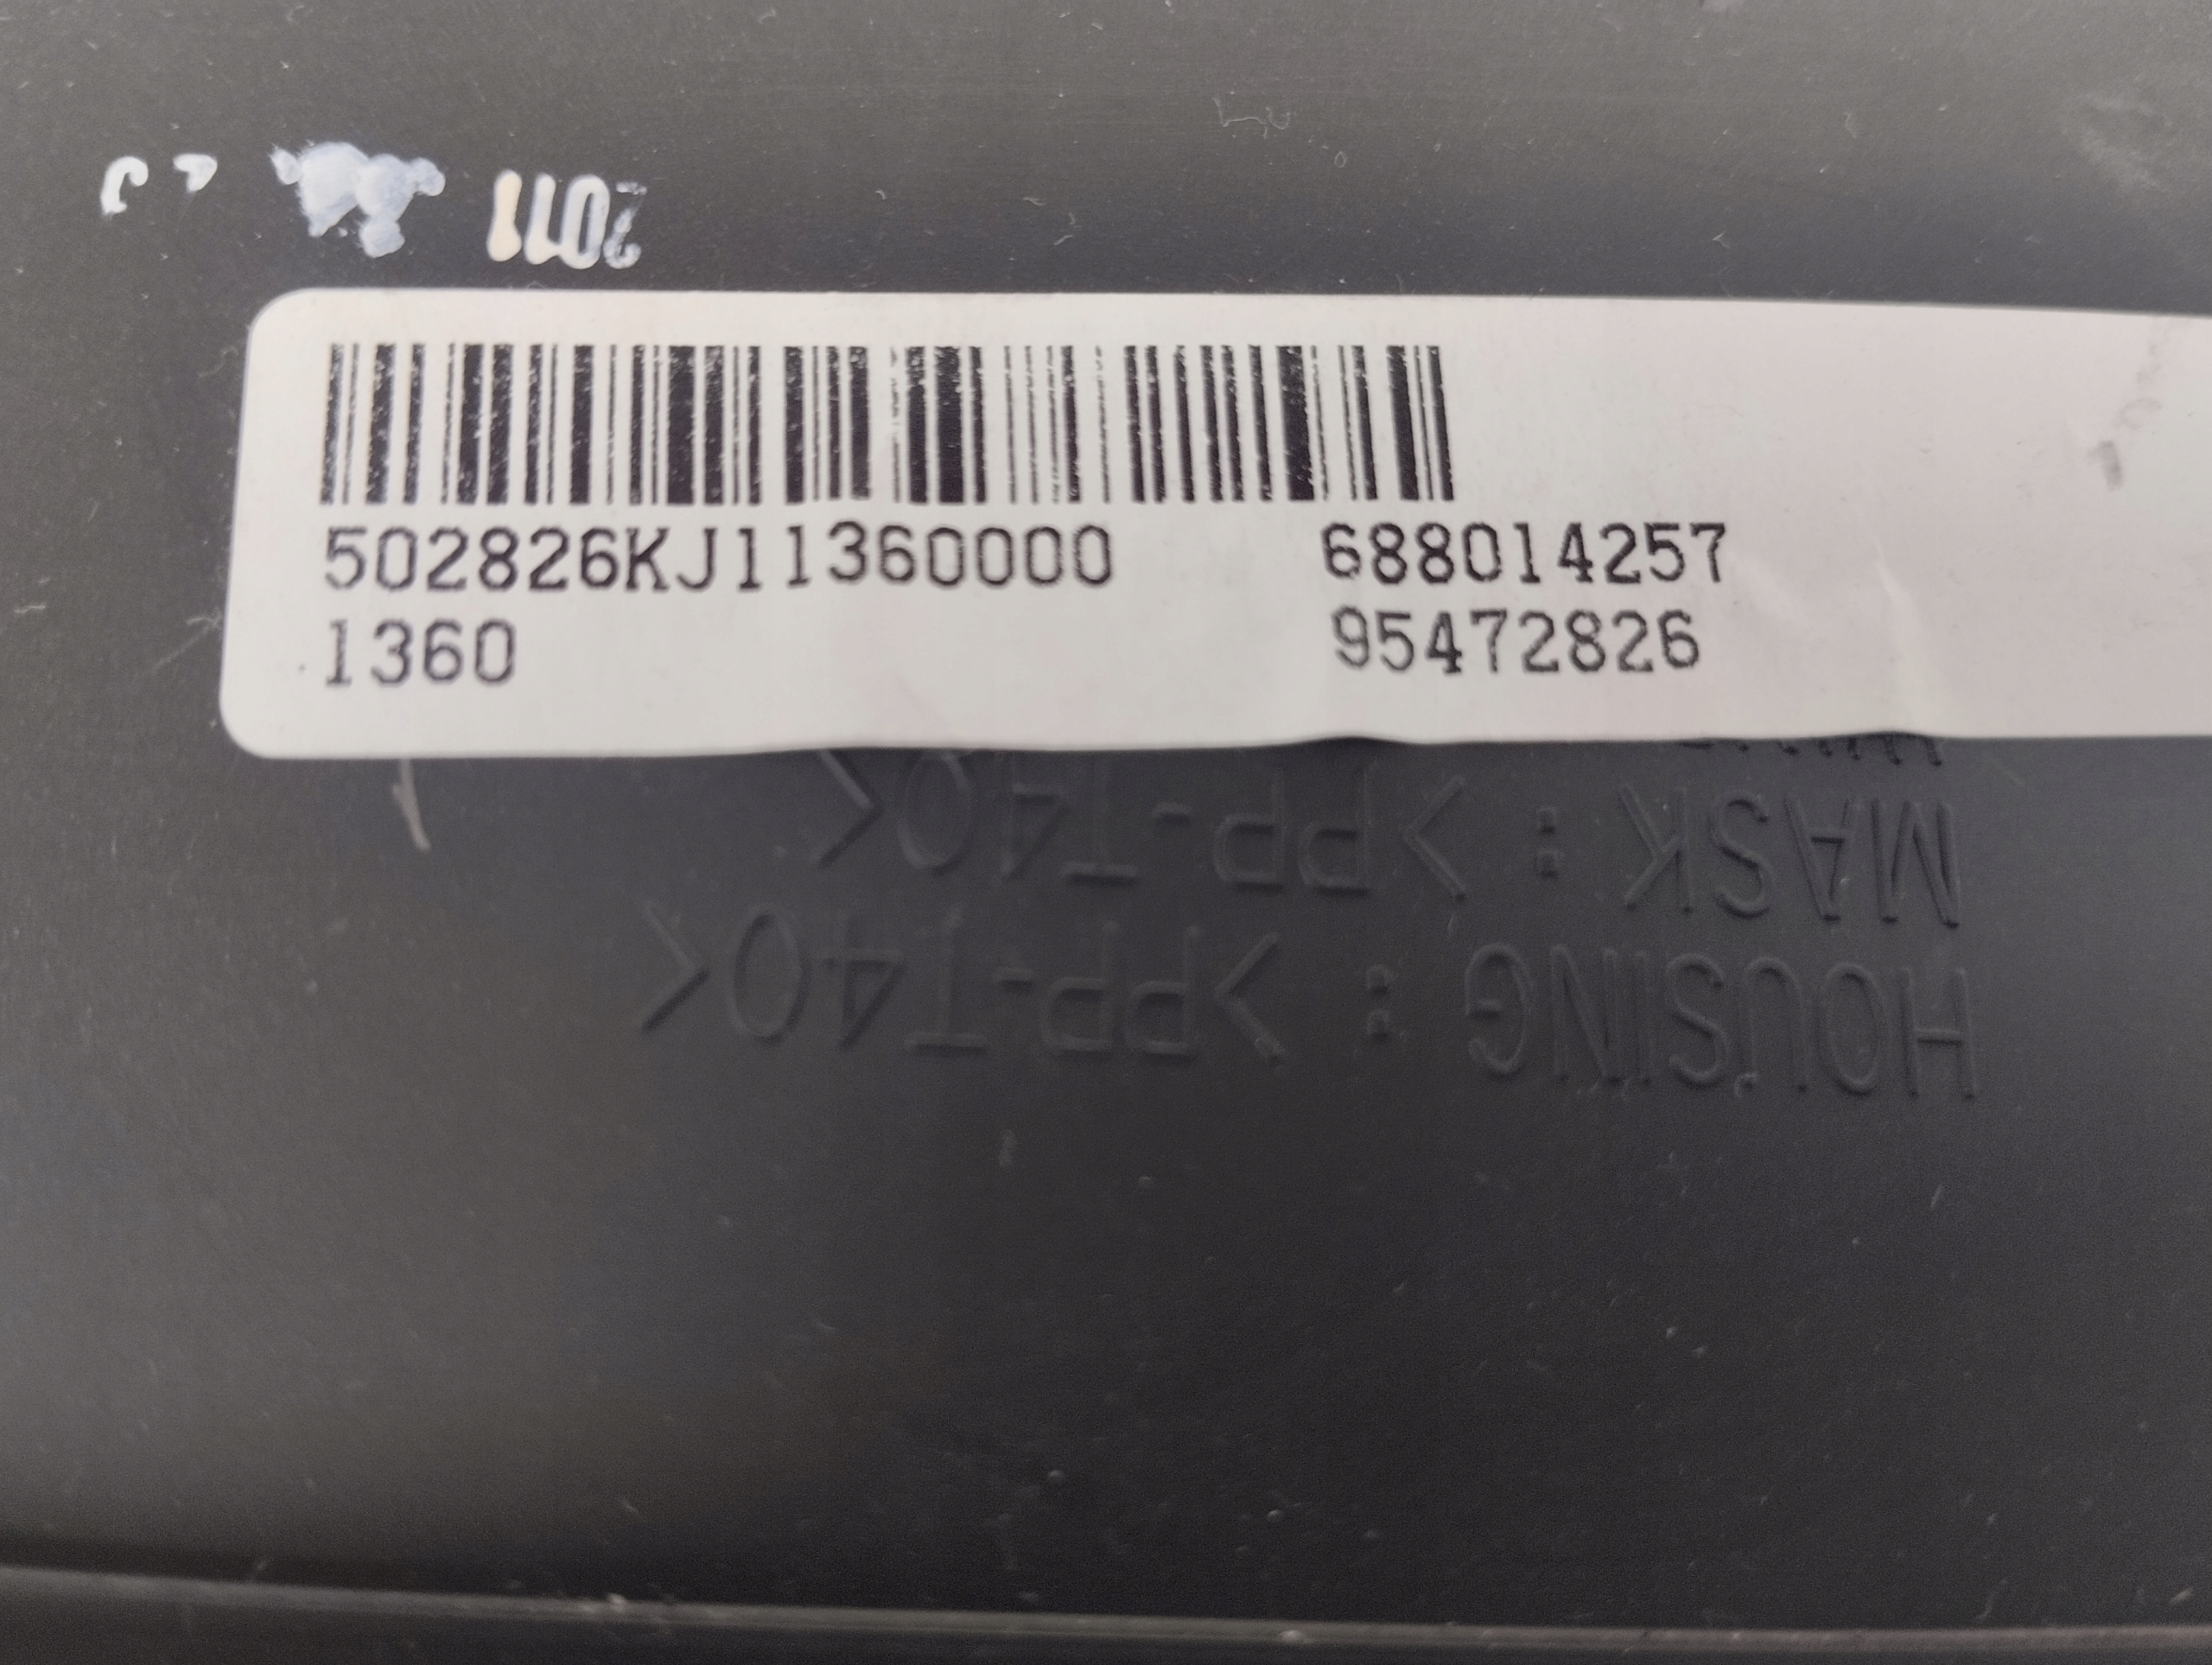 2011
502826KJ11360000 688014257
1360 95472826
MASK : >PP-T40<
HOUSING : >PP-T40<